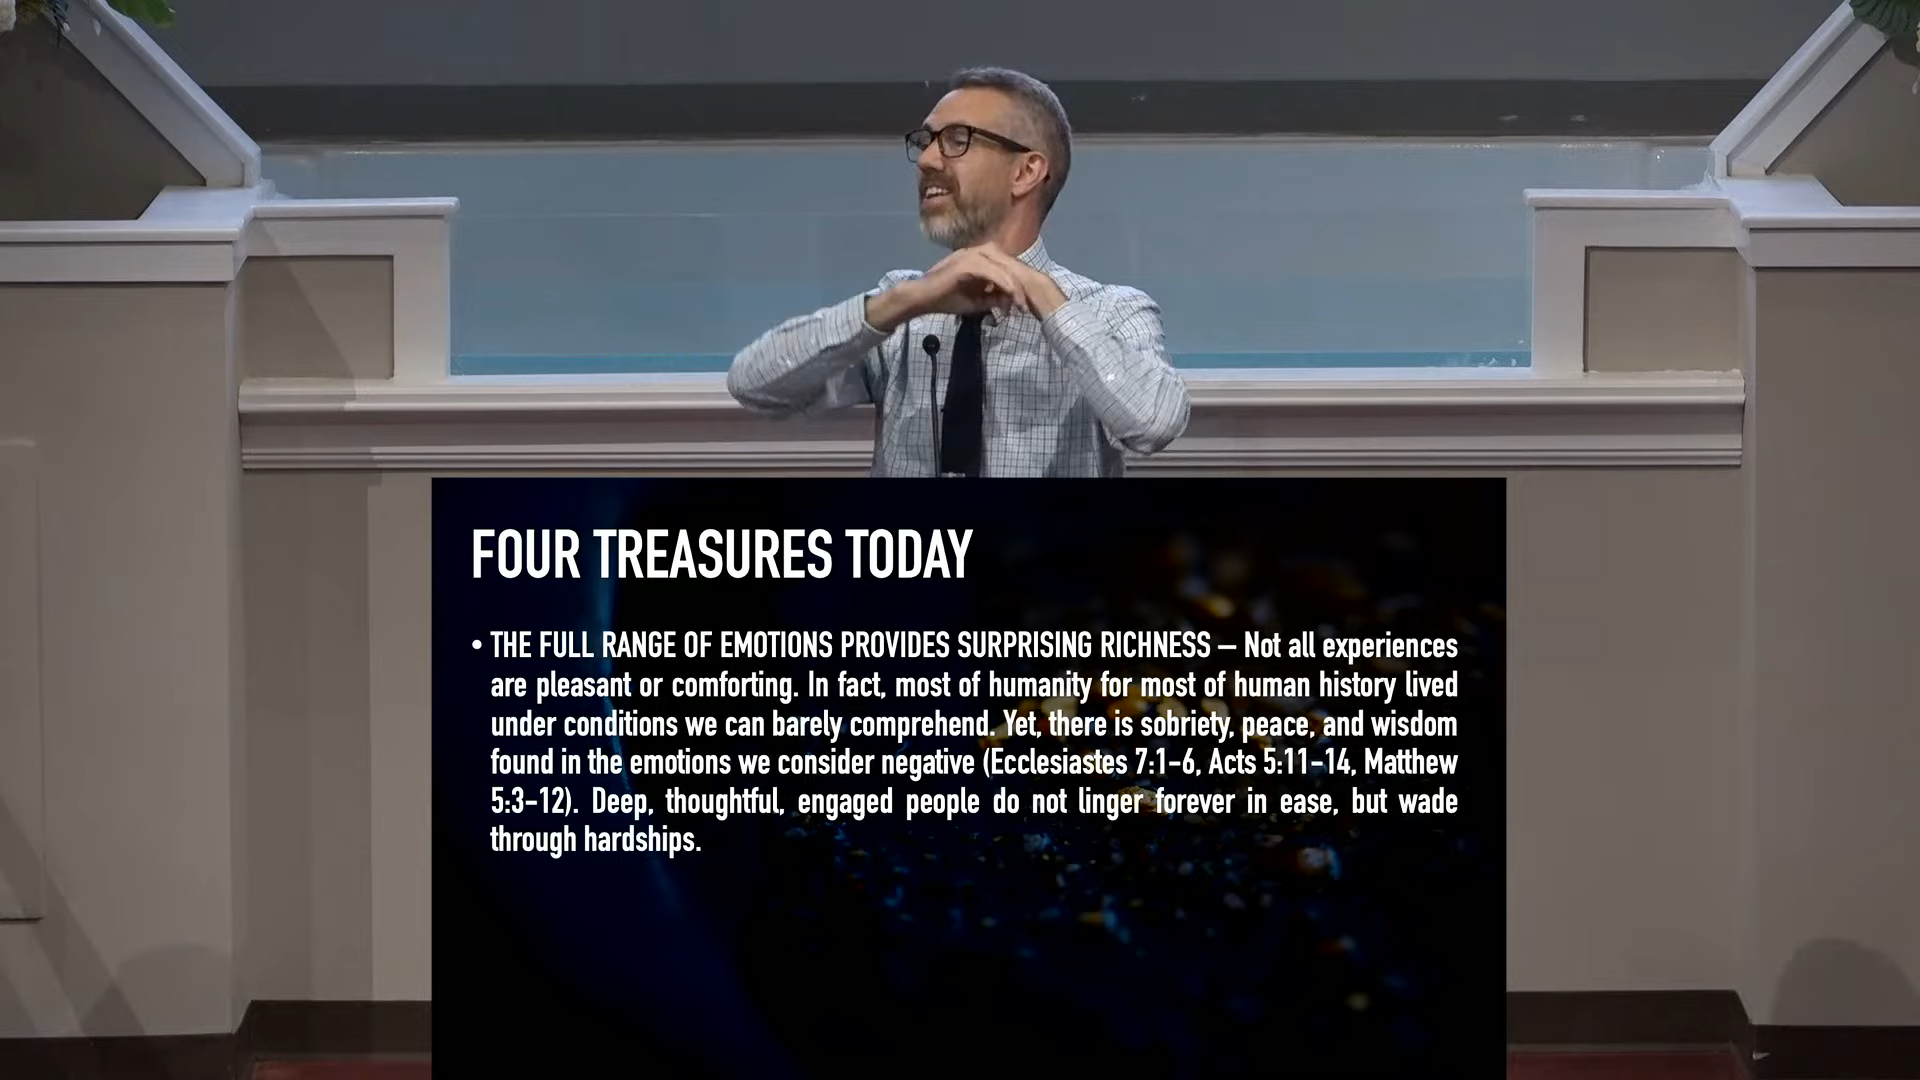 FOUR TREASURES TODAY
• THE FULL RANGE OF EMOTIONS PROVIDES SURPRISING RICHNESS – Not all experiences
are pleasant or comforting. In fact, most of humanity for most of human history lived
under conditions we can barely comprehend. Yet, there is sobriety, peace, and wisdom
found in the emotions we consider negative (Ecclesiastes 7:1-6, Acts 5:11-14, Matthew
5:3-12). Deep, thoughtful, engaged people do not linger forever in ease, but wade
through hardships.